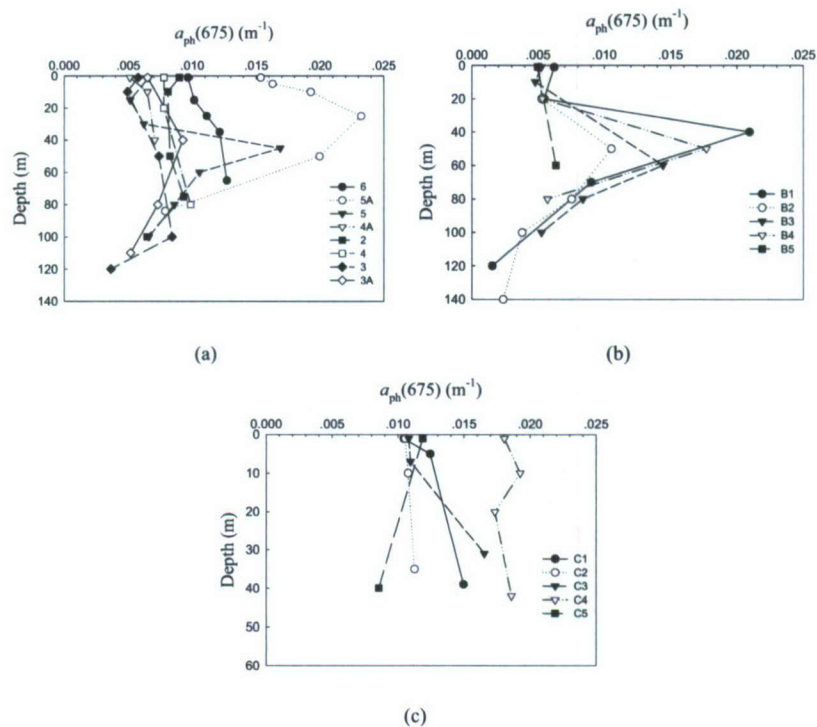 a_ph(675) (m⁻¹)
0.000 .005 .010 .015 .020 .025
0
20
40
60
80
100
120
140
Depth (m)
6
5A
5
4A
2
4
3
3A
(a)
a_ph(675) (m⁻¹)
0.000 .005 .010 .015 .020 .025
0
20
40
60
80
100
120
140
Depth (m)
B1
B2
B3
B4
B5
(b)
a_ph(675) (m⁻¹)
0.000 .005 .010 .015 .020 .025
0
10
20
30
40
50
60
Depth (m)
C1
C2
C3
C4
C5
(c)